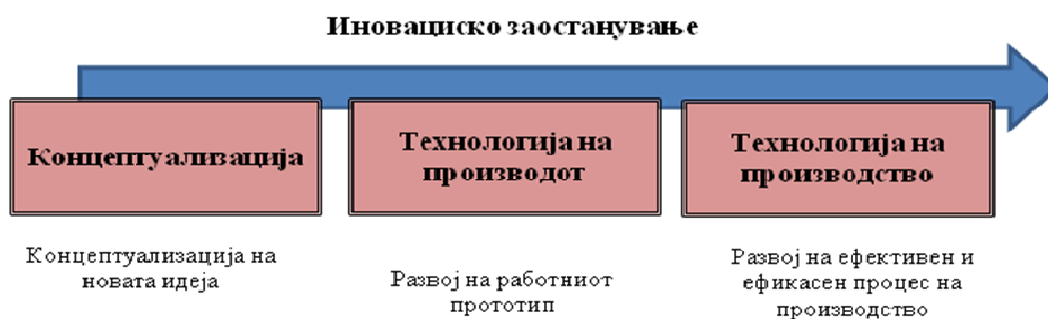 Иновациско заостанување
Концептуализација
Технологија на
производот
Технологија на
производство
Концептуализација на
новата идеја
Развој на работниот
прототип
Развој на ефективен и
ефикасен процес на
производство